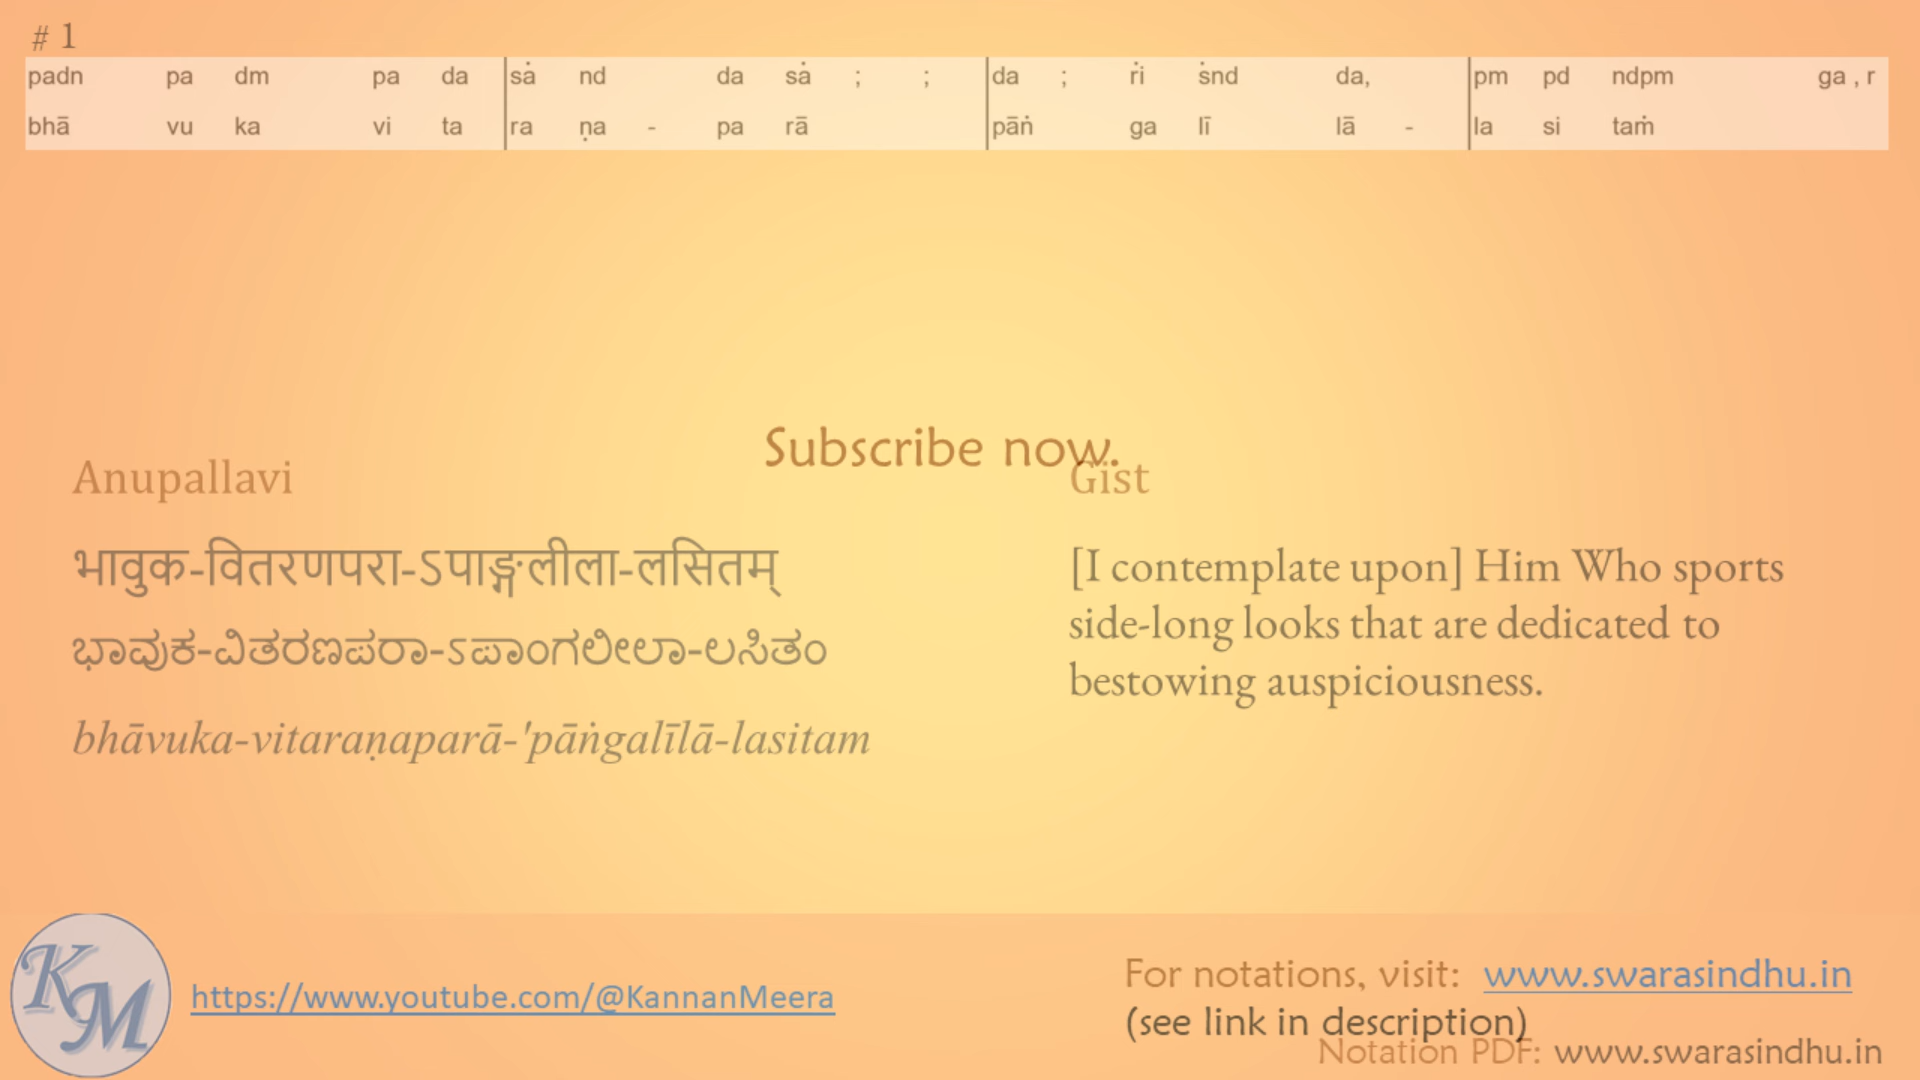 # 1
padn pa dm pa da sȧ nd da sȧ ; ; da ; ṙi ṡnd da, pm pd ndpm ga , r
bhā vu ka vi ta ra ṇa - pa rā pāṅ ga lī lā - la si taṁ
Subscribe now.
Anupallavi
भावुक-वितरणपरा-ऽपाङ्गलीला-लसितम्
ಭಾವುಕ-ವಿತರಣಪರಾ-ಽಪಾಂಗಲೀಲಾ-ಲಸಿತಂ
bhāvuka-vitaraṇaparā-'pāṅgalīlā-lasitam
Gist
[I contemplate upon] Him Who sports
side-long looks that are dedicated to
bestowing auspiciousness.
KM
https://www.youtube.com/@KannanMeera
For notations, visit: www.swarasindhu.in
(see link in description)
Notation PDF: www.swarasindhu.in